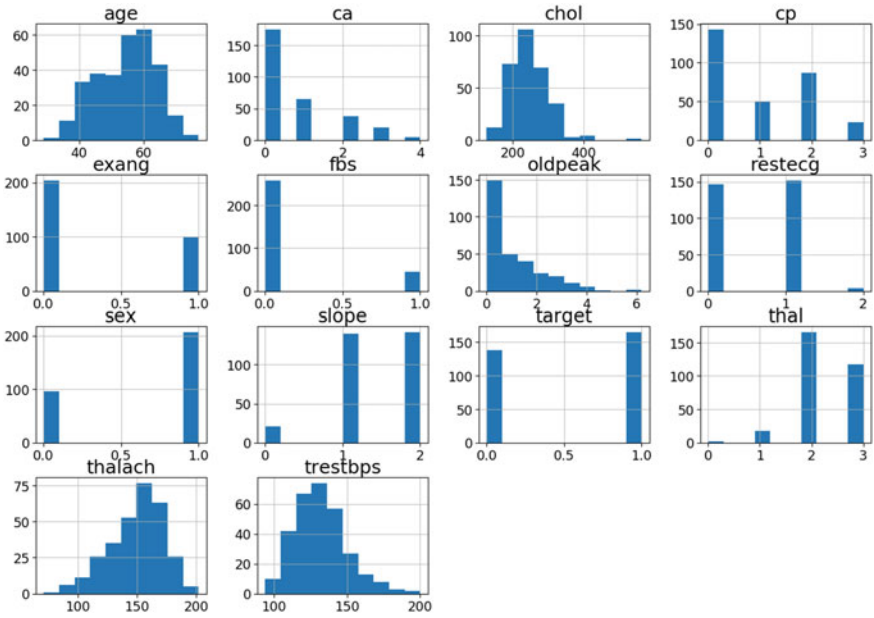 age ca chol cp
60 40 20 0
150 100 50 0
100 75 50 25 0
150 100 50 0
40 60
0 2 4
200 400
0 1 2 3
exang fbs oldpeak restecg
200 100 0
200 100 0
150 100 50 0
150 100 50 0
0.0 0.5 1.0
0.0 0.5 1.0
0 2 4 6
0 1 2
sex slope target thal
200 100 0
100 50 0
150 100 50 0
150 100 50 0
0.0 0.5 1.0
0 1 2
0.0 0.5 1.0
0 1 2 3
thalach trestbps
75 50 25 0
60 40 20 0
100 150 200
100 150 200